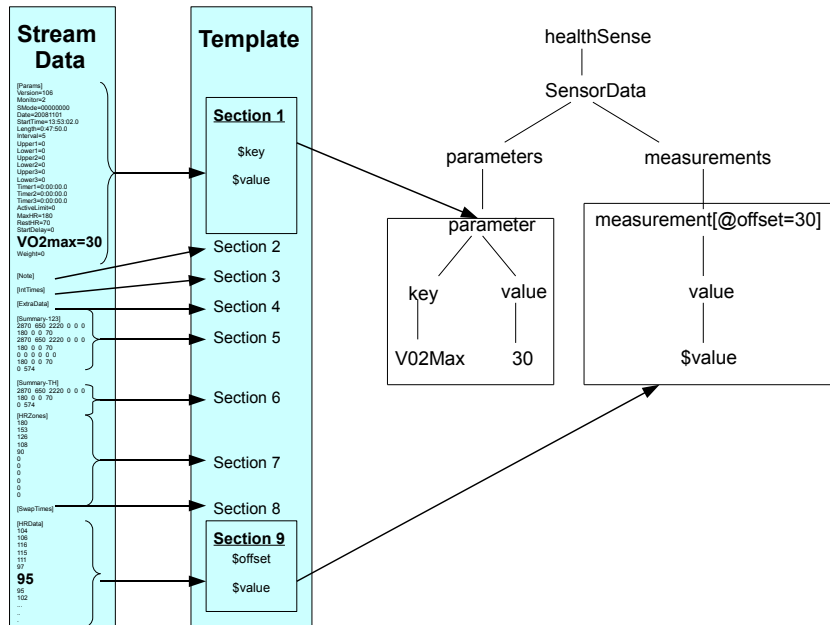 Stream
Data
[Params]
Version=106
Monitor=2
SMode=00000000
Date=20081101
StartTime=13:53:02.0
Length=0:47:50.0
Interval=5
Upper1=0
Lower1=0
Upper2=0
Lower2=0
Upper3=0
Lower3=0
Timer1=0:00:00.0
Timer2=0:00:00.0
Timer3=0:00:00.0
ActiveLimit=0
MaxHR=180
RestHR=70
StartDelay=0
VO2max=30
Weight=0
[Note]
[IntTimes]
[ExtraData]
[Summary-123]
2870 650 2220 0 0 0
180 0 0 70
2870 650 2220 0 0 0
180 0 0 70
0 0 0 0 0 0
180 0 0 70
0 574
[Summary-TH]
2870 650 2220 0 0 0
180 0 0 70
0 574
[HRZones]
180
153
126
108
90
0
0
0
0
0
0
[SwapTimes]
[HRData]
104
106
116
115
111
97
95
95
102
...
..
.
Template
Section 1
$key
$value
Section 2
Section 3
Section 4
Section 5
Section 6
Section 7
Section 8
Section 9
$offset
$value
healthSense
SensorData
parameters measurements
parameter measurement[@offset=30]
key value value
V02Max 30 $value